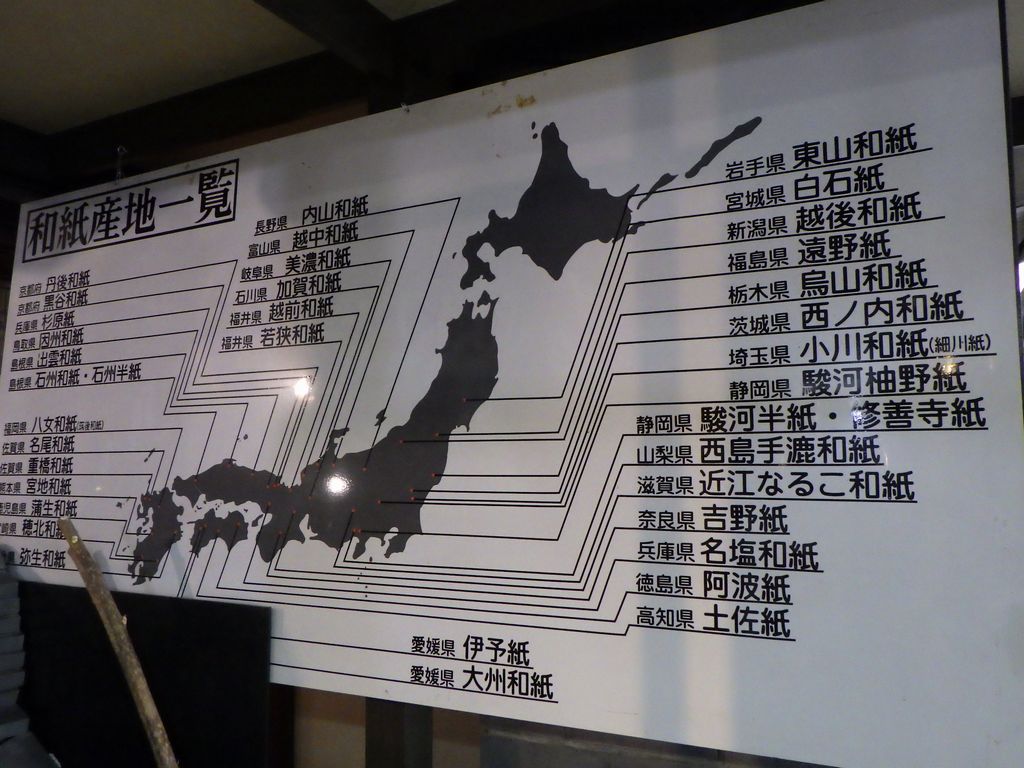 和紙産地一覧
京都府 丹後和紙
京都府 黒谷和紙
兵庫県 杉原紙
鳥取県 因州和紙
島根県 出雲和紙
島根県 石州和紙・石州半紙
福岡県 八女和紙(筑後和紙)
佐賀県 名尾和紙
佐賀県 重橋和紙
熊本県 宮地和紙
鹿児島県 蒲生和紙
崎県 穂北和紙
県 弥生和紙
長野県 内山和紙
富山県 越中和紙
岐阜県 美濃和紙
石川県 加賀和紙
福井県 越前和紙
福井県 若狭和紙
岩手県 東山和紙
宮城県 白石紙
新潟県 越後和紙
福島県 遠野紙
栃木県 烏山和紙
茨城県 西ノ内和紙
埼玉県 小川和紙(細川紙)
静岡県 駿河柚野紙
静岡県 駿河半紙・修善寺紙
山梨県 西島手漉和紙
滋賀県 近江なるこ和紙
奈良県 吉野紙
兵庫県 名塩和紙
徳島県 阿波紙
高知県 土佐紙
愛媛県 伊予紙
愛媛県 大州和紙